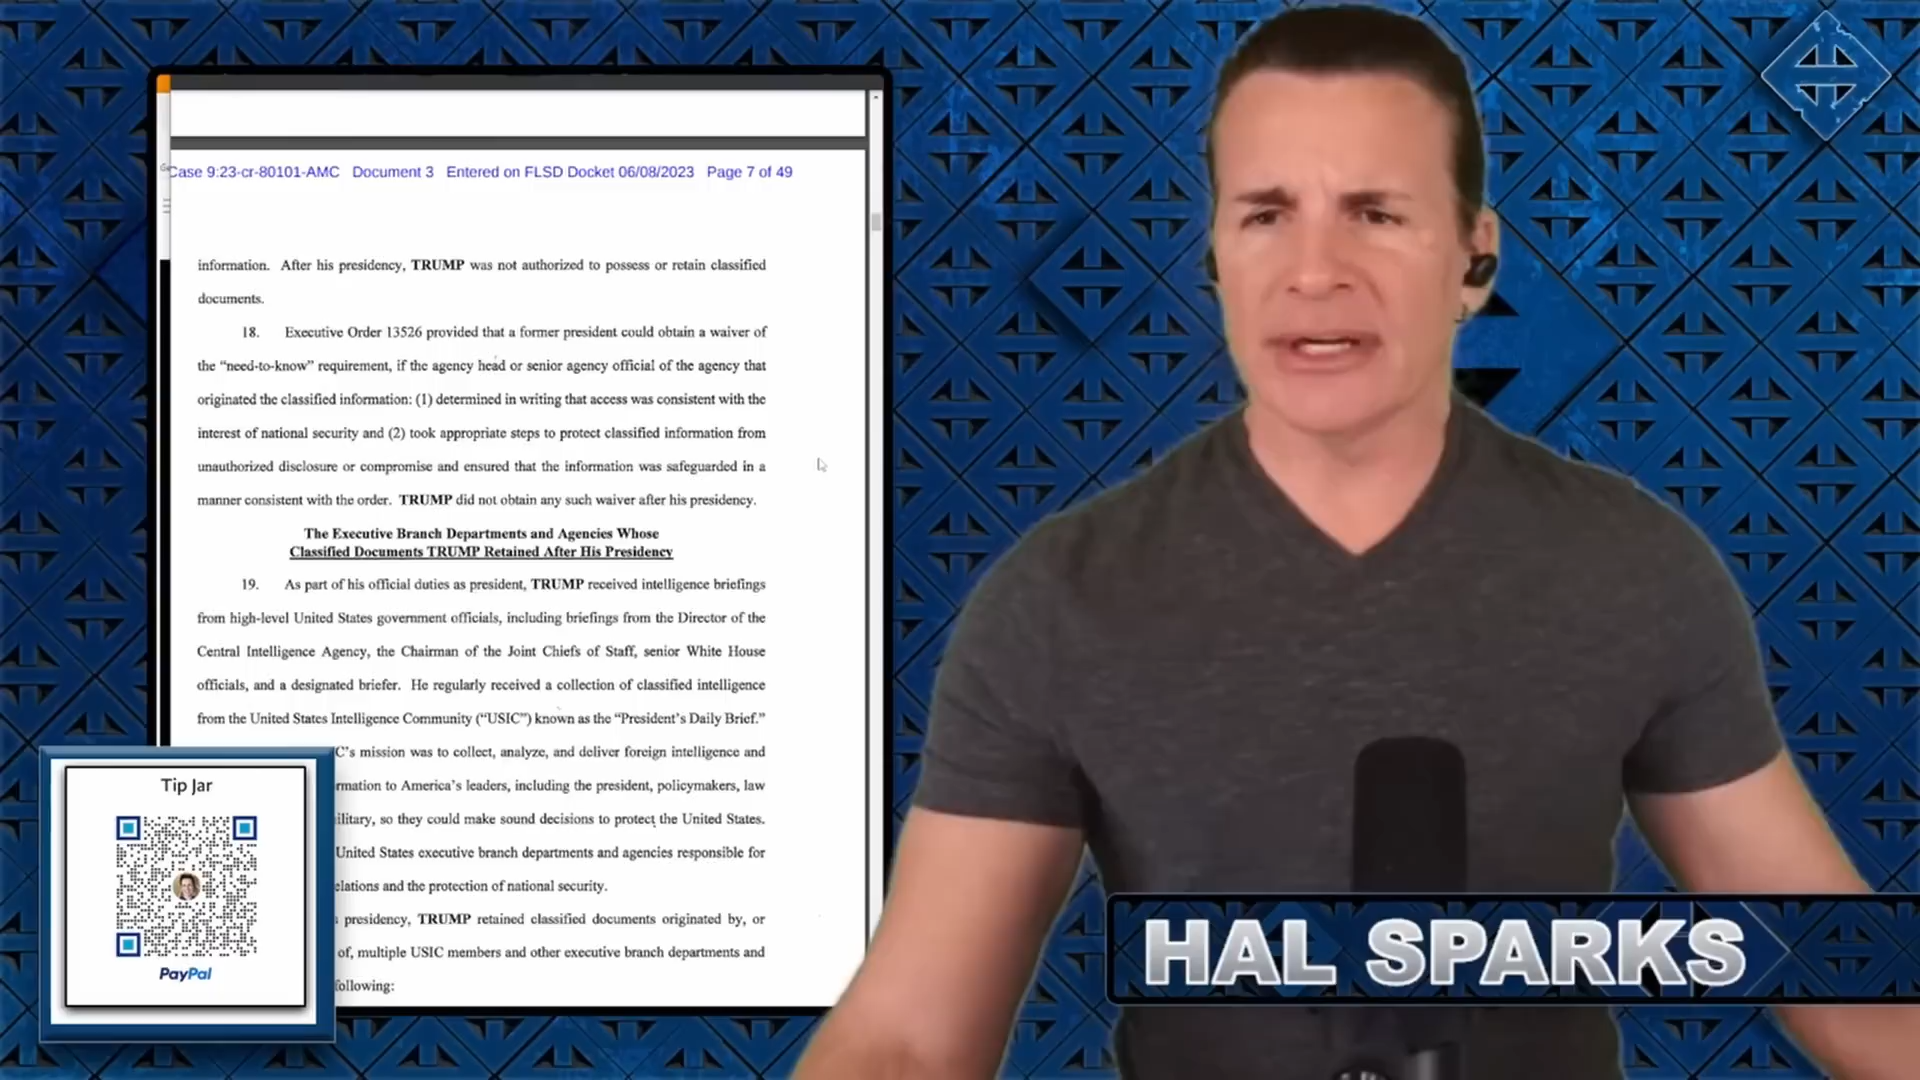 Case 9:23-cr-80101-AMC Document 3 Entered on FLSD Docket 06/08/2023 Page 7 of 49
information. After his presidency, TRUMP was not authorized to possess or retain classified
documents.
18. Executive Order 13526 provided that a former president could obtain a waiver of
the “need-to-know” requirement, if the agency head or senior agency official of the agency that
originated the classified information: (1) determined in writing that access was consistent with the
interest of national security and (2) took appropriate steps to protect classified information from
unauthorized disclosure or compromise and ensured that the information was safeguarded in a
manner consistent with the order. TRUMP did not obtain any such waiver after his presidency.
The Executive Branch Departments and Agencies Whose
Classified Documents TRUMP Retained After His Presidency
19. As part of his official duties as president, TRUMP received intelligence briefings
from high-level United States government officials, including briefings from the Director of the
Central Intelligence Agency, the Chairman of the Joint Chiefs of Staff, senior White House
officials, and a designated briefer. He regularly received a collection of classified intelligence
from the United States Intelligence Community (“USIC”) known as the “President’s Daily Brief.”
C’s mission was to collect, analyze, and deliver foreign intelligence and
rmation to America’s leaders, including the president, policymakers, law
ilitary, so they could make sound decisions to protect the United States.
United States executive branch departments and agencies responsible for
elations and the protection of national security.
presidency, TRUMP retained classified documents originated by, or
of, multiple USIC members and other executive branch departments and
following:
Tip Jar
PayPal
HAL SPARKS